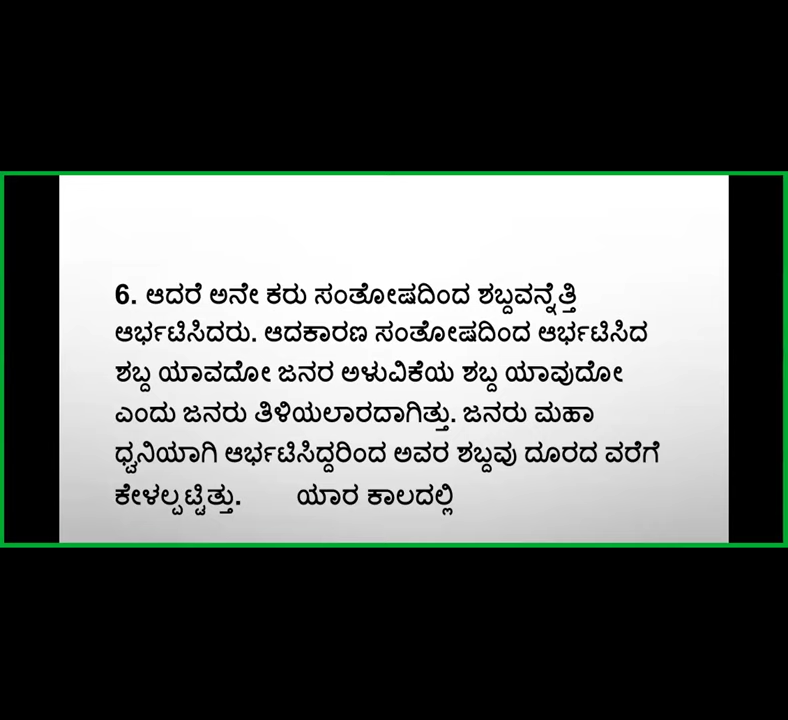 6. ಆದರೆ ಅನೇ ಕರು ಸಂತೋಷದಿಂದ ಶಬ್ದವನ್ನೆತ್ತಿ
ಆರ್ಭಟಿಸಿದರು. ಆದಕಾರಣ ಸಂತೋಷದಿಂದ ಆರ್ಭಟಿಸಿದ
ಶಬ್ದ ಯಾವದೋ ಜನರ ಅಳುವಿಕೆಯ ಶಬ್ದ ಯಾವುದೋ
ಎಂದು ಜನರು ತಿಳಿಯಲಾರದಾಗಿತ್ತು. ಜನರು ಮಹಾ
ಧ್ವನಿಯಾಗಿ ಆರ್ಭಟಿಸಿದ್ದರಿಂದ ಅವರ ಶಬ್ದವು ದೂರದ ವರೆಗೆ
ಕೇಳಲ್ಪಟ್ಟಿತ್ತು. ಯಾರ ಕಾಲದಲ್ಲಿ